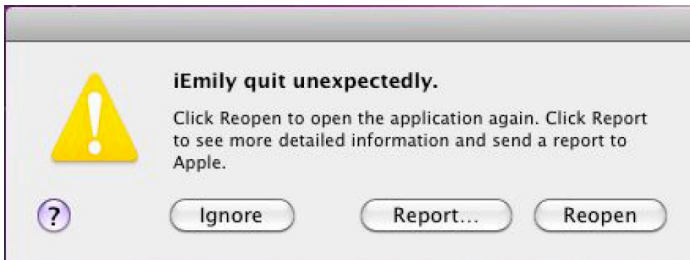 iEmily quit unexpectedly.
Click Reopen to open the application again. Click Report
to see more detailed information and send a report to
Apple.
? Ignore Report... Reopen